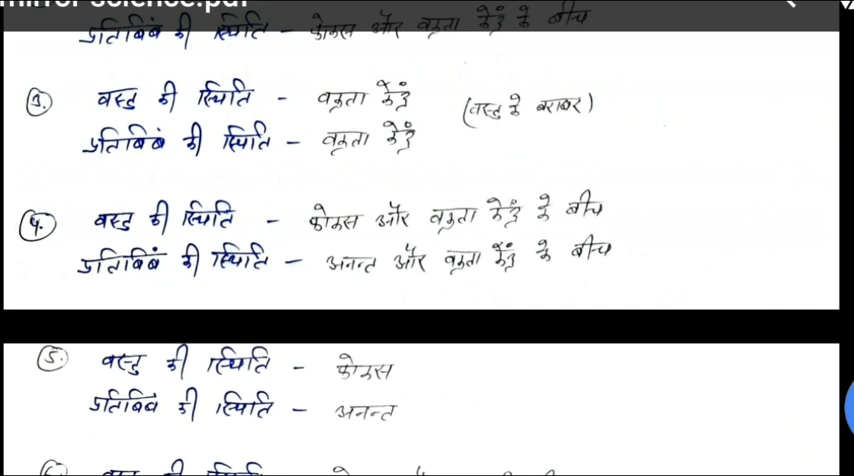 mirror science.pdf
प्रतिबिंब की स्थिति - फोकस और वक्रता केंद्र के बीच
3. वस्तु की स्थिति - वक्रता केंद्र (वस्तु के बराबर)
प्रतिबिंब की स्थिति - वक्रता केंद्र
4. वस्तु की स्थिति - फोकस और वक्रता केंद्र के बीच
प्रतिबिंब की स्थिति - अनन्त और वक्रता केंद्र के बीच
5. वस्तु की स्थिति - फोकस
प्रतिबिंब की स्थिति - अनन्त